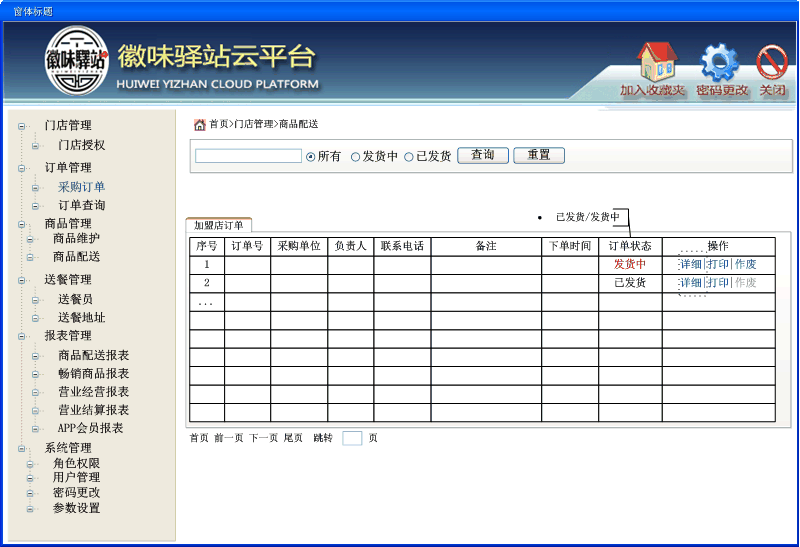 窗体标题
徽味驿站
徽味驿站云平台
HUIWEI YIZHAN CLOUD PLATFORM
加入收藏夹 密码更改 关闭
门店管理
门店授权
订单管理
采购订单
订单查询
商品管理
商品维护
商品配送
送餐管理
送餐员
送餐地址
报表管理
商品配送报表
畅销商品报表
营业经营报表
营业结算报表
APP会员报表
系统管理
角色权限
用户管理
密码更改
参数设置
首页>门店管理>商品配送
所有 发货中 已发货 查询 重置
已发货/发货中
加盟店订单
序号 订单号 采购单位 负责人 联系电话 备注 下单时间 订单状态 操作
1 发货中 详细|打印|作废
2 已发货 详细|打印|作废
...
首页 前一页 下一页 尾页 跳转 页